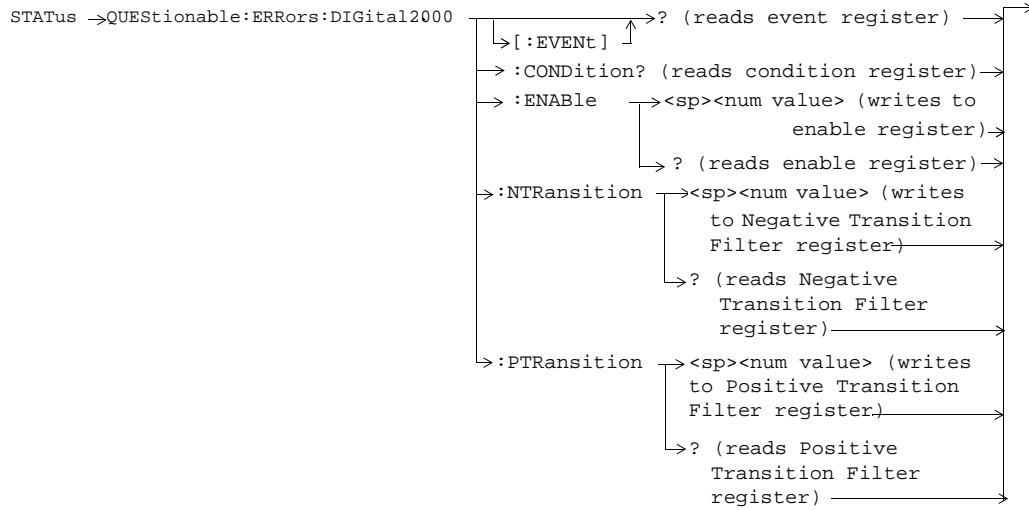 STATus QUEStionable:ERRors:DIGital2000 ? (reads event register)
[:EVENt]
:CONDition? (reads condition register)
:ENABle <sp><num value> (writes to
enable register)
? (reads enable register)
:NTRansition <sp><num value> (writes
to Negative Transition
Filter register)
? (reads Negative
Transition Filter
register)
:PTRansition <sp><num value> (writes
to Positive Transition
Filter register)
? (reads Positive
Transition Filter
register)